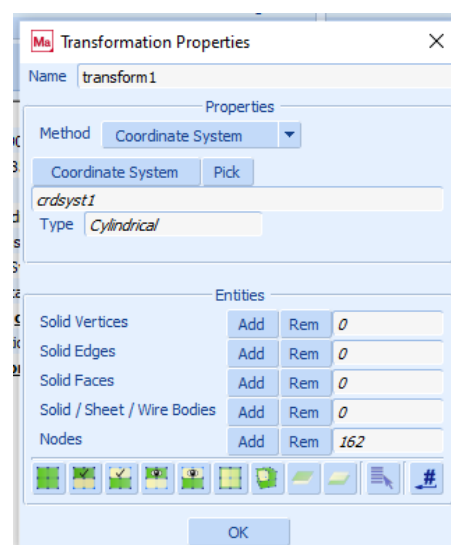 Ma Transformation Properties
Name transform1
Properties
Method Coordinate System
Coordinate System Pick
crdsyst1
Type Cylindrical
Entities
Solid Vertices Add Rem 0
Solid Edges Add Rem 0
Solid Faces Add Rem 0
Solid / Sheet / Wire Bodies Add Rem 0
Nodes Add Rem 162
#
OK